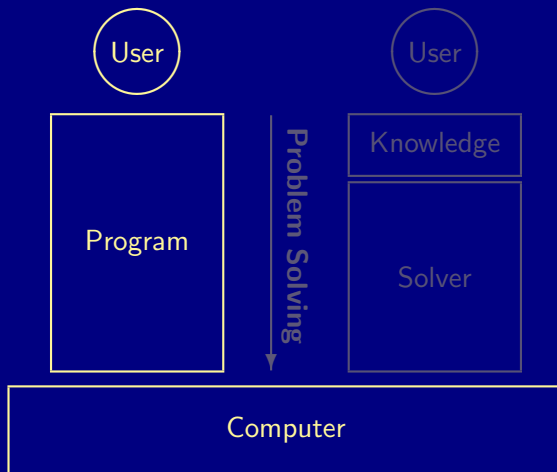 User
User
Knowledge
Program
Problem Solving
Solver
Computer